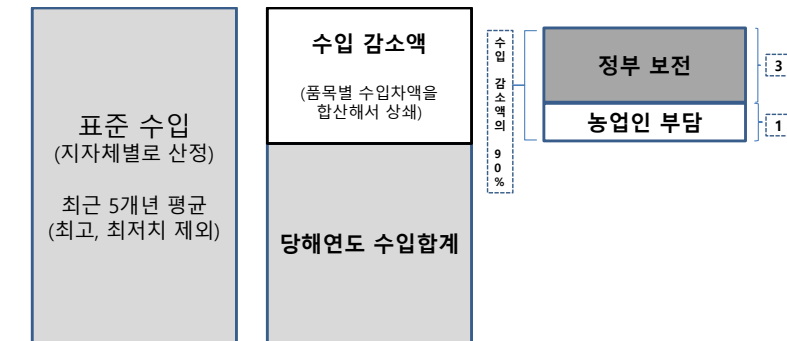 표준 수입
(지자체별로 산정)
최근 5개년 평균
(최고, 최저치 제외)
수입 감소액
(품목별 수입차액을
합산해서 상쇄)
당해연도 수입합계
수입 감소액의 90%
정부 보전
농업인 부담
3
1